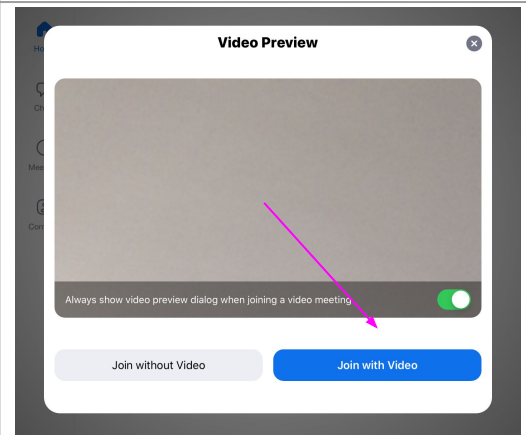 Video Preview
Always show video preview dialog when joining a video meeting
Join without Video
Join with Video